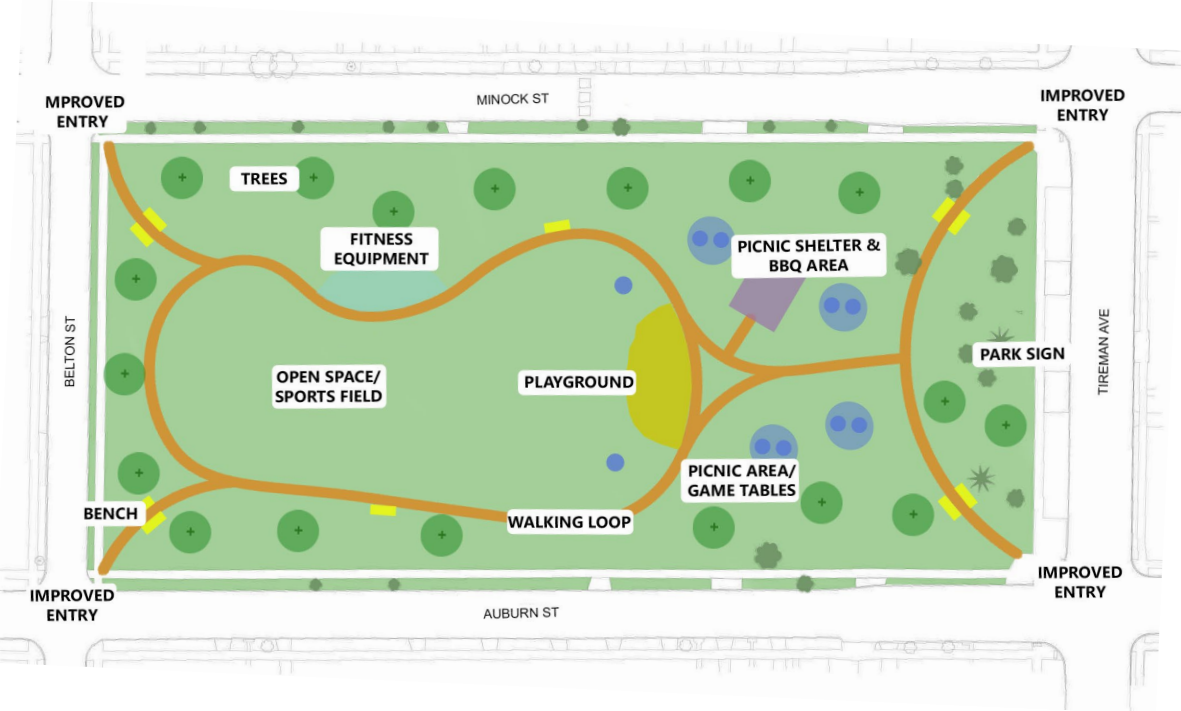 MINOCK ST
MPROVED
ENTRY
IMPROVED
ENTRY
TREES
FITNESS
EQUIPMENT
PICNIC SHELTER &
BBQ AREA
BELTON ST
TIREMAN AVE
PARK SIGN
OPEN SPACE/
SPORTS FIELD
PLAYGROUND
PICNIC AREA/
GAME TABLES
BENCH
WALKING LOOP
IMPROVED
ENTRY
AUBURN ST
IMPROVED
ENTRY